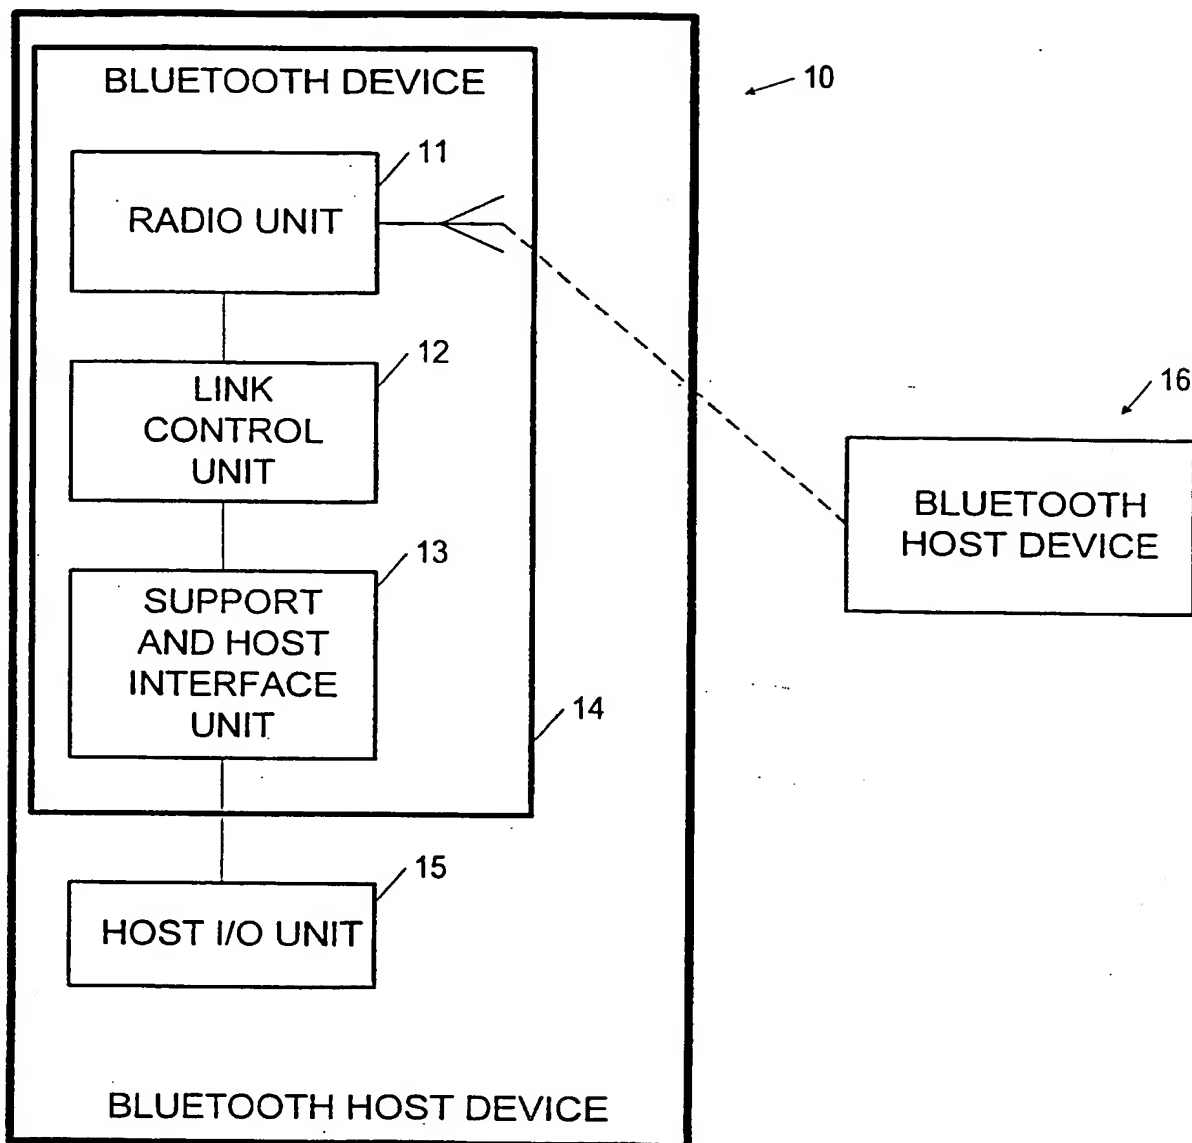 BLUETOOTH DEVICE
10
11
RADIO UNIT
12
LINK
CONTROL
UNIT
16
BLUETOOTH
HOST DEVICE
13
SUPPORT
AND HOST
INTERFACE
UNIT
14
15
HOST I/O UNIT
BLUETOOTH HOST DEVICE